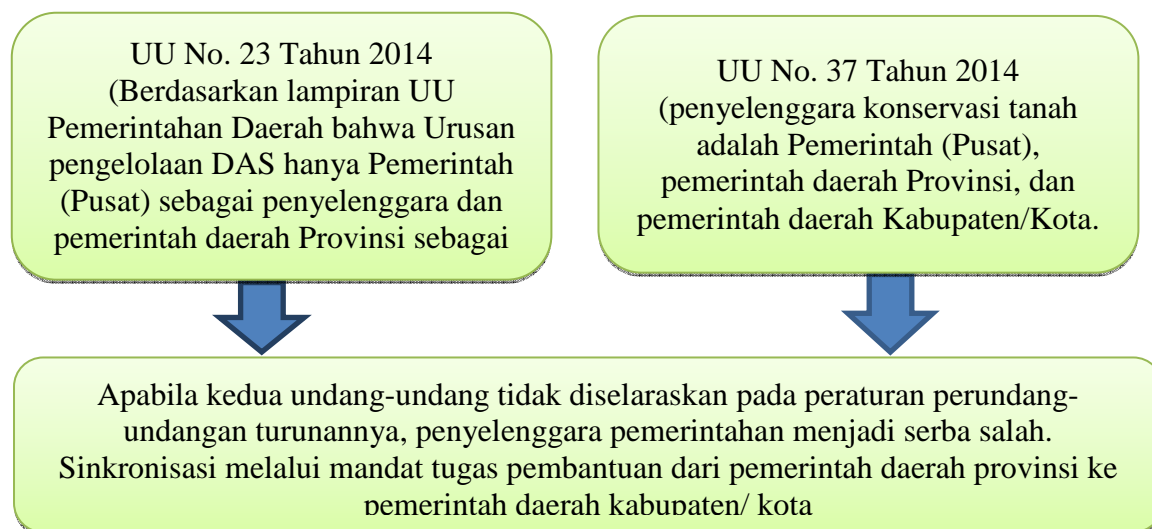 UU No. 23 Tahun 2014
(Berdasarkan lampiran UU
Pemerintahan Daerah bahwa Urusan
pengelolaan DAS hanya Pemerintah
(Pusat) sebagai penyelenggara dan
pemerintah daerah Provinsi sebagai
UU No. 37 Tahun 2014
(penyelenggara konservasi tanah
adalah Pemerintah (Pusat),
pemerintah daerah Provinsi, dan
pemerintah daerah Kabupaten/Kota.
Apabila kedua undang-undang tidak diselaraskan pada peraturan perundang-
undangan turunannya, penyelenggara pemerintahan menjadi serba salah.
Sinkronisasi melalui mandat tugas pembantuan dari pemerintah daerah provinsi ke
pemerintah daerah kabupaten/ kota